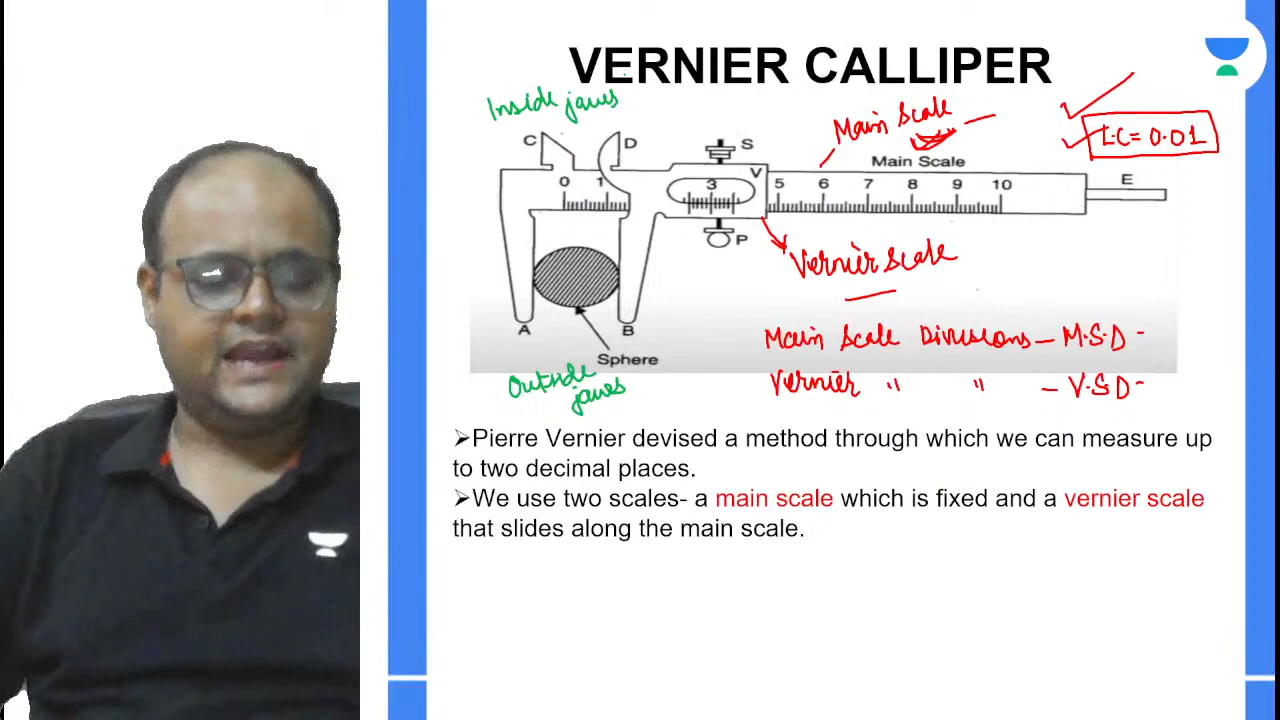 VERNIER CALLIPER
Inside jaws
Main Scale
L.C = 0.01
C
D
S
Main Scale
V
E
0 1 3 5 6 7 8 9 10
P
Vernier Scale
A
B
Sphere
Main Scale Divisions - M.S.D -
Outside
jaws
Vernier " " - V.S.D -
➢Pierre Vernier devised a method through which we can measure up
to two decimal places.
➢We use two scales- a main scale which is fixed and a vernier scale
that slides along the main scale.